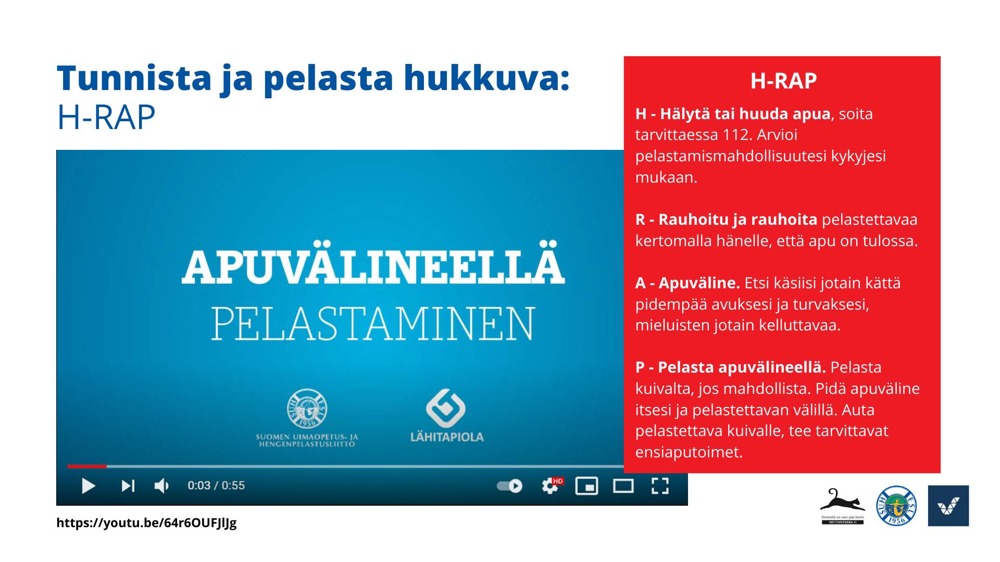 Tunnista ja pelasta hukkuva:
H-RAP
APUVÄLINEELLÄ
PELASTAMINEN
SUH FSL
1956
SUOMEN UIMAOPETUS- JA
HENGENPELASTUSLIITTO
LÄHITAPIOLA
0:03 / 0:55
HD
https://youtu.be/64r6OUFJlJg
H-RAP
H - Hälytä tai huuda apua, soita
tarvittaessa 112. Arvioi
pelastamismahdollisuutesi kykyjesi
mukaan.
R - Rauhoitu ja rauhoita pelastettavaa
kertomalla hänelle, että apu on tulossa.
A - Apuväline. Etsi käsiisi jotain kättä
pidempää avuksesi ja turvaksesi,
mieluisten jotain kelluttavaa.
P - Pelasta apuvälineellä. Pelasta
kuivalta, jos mahdollista. Pidä apuväline
itsesi ja pelastettavan välillä. Auta
pelastettava kuivalle, tee tarvittavat
ensiaputoimet.
Ihmisellä on vain yksi henki
KOTITAPATURMA.FI
SUH FSL
1956